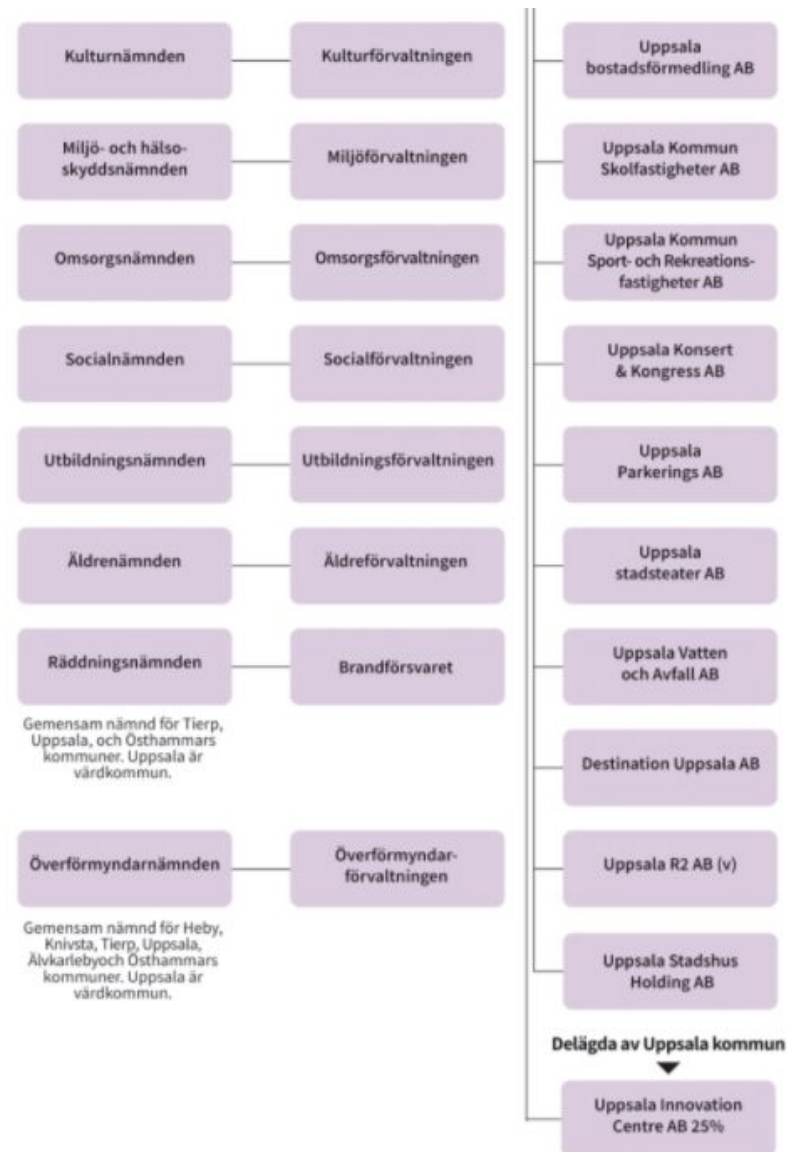 Kulturnämnden
Kulturförvaltningen
Uppsala
bostadsförmedling AB
Miljö- och hälso-
skyddsnämnden
Miljöförvaltningen
Uppsala Kommun
Skolfastigheter AB
Omsorgsnämnden
Omsorgsförvaltningen
Uppsala Kommun
Sport- och Rekreations-
fastigheter AB
Socialnämnden
Socialförvaltningen
Uppsala Konsert
& Kongress AB
Utbildningsnämnden
Utbildningsförvaltningen
Uppsala
Parkerings AB
Äldrenämnden
Äldreförvaltningen
Uppsala
stadsteater AB
Räddningsnämnden
Brandförsvaret
Uppsala Vatten
och Avfall AB
Gemensam nämnd för Tierp,
Uppsala, och Östhammars
kommuner. Uppsala är
värdkommun.
Destination Uppsala AB
Överförmyndarnämnden
Överförmyndar-
förvaltningen
Uppsala R2 AB (v)
Gemensam nämnd för Heby,
Knivsta, Tierp, Uppsala,
Älvkarlebyoch Östhammars
kommuner. Uppsala är
värdkommun.
Uppsala Stadshus
Holding AB
Delägda av Uppsala kommun
Uppsala Innovation
Centre AB 25%